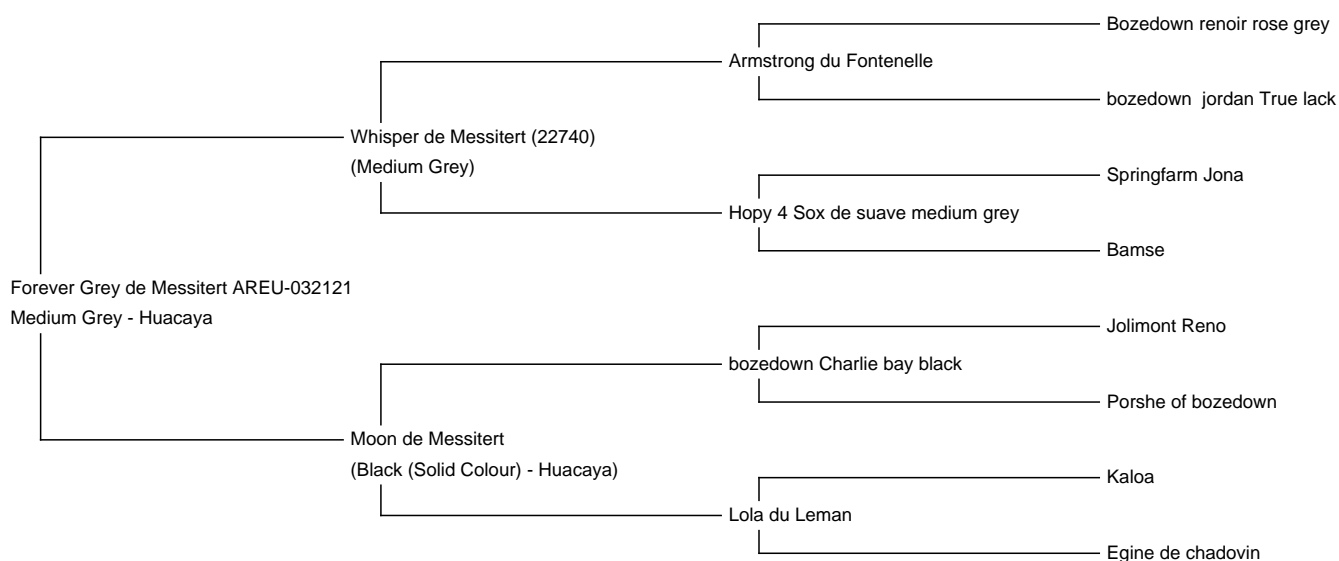 Bozedown renoir rose grey
Armstrong du Fontenelle
bozedown  jordan True lack
Whisper de Messitert (22740)
(Medium Grey)
Springfarm Jona
Hopy 4 Sox de suave medium grey
Bamse
Forever Grey de Messitert AREU-032121
Medium Grey - Huacaya
Jolimont Reno
bozedown Charlie bay black
Porshe of bozedown
Moon de Messitert
(Black (Solid Colour) - Huacaya)
Kaloa
Lola du Leman
Egine de chadovin